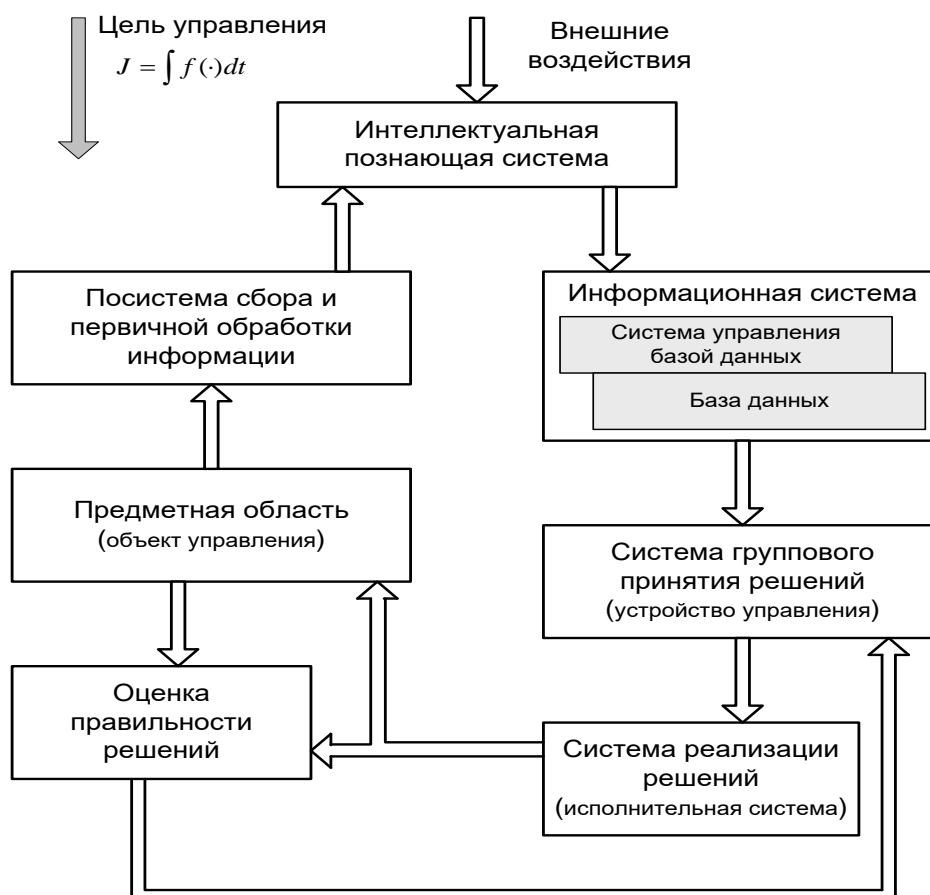 Цель управления
J = ∫ f(·)dt
Внешние
воздействия
Интеллектуальная
познающая система
Посистема сбора и
первичной обработки
информации
Информационная система
Система управления
базой данных
База данных
Предметная область
(объект управления)
Система группового
принятия решений
(устройство управления)
Оценка
правильности
решений
Система реализации
решений
(исполнительная система)